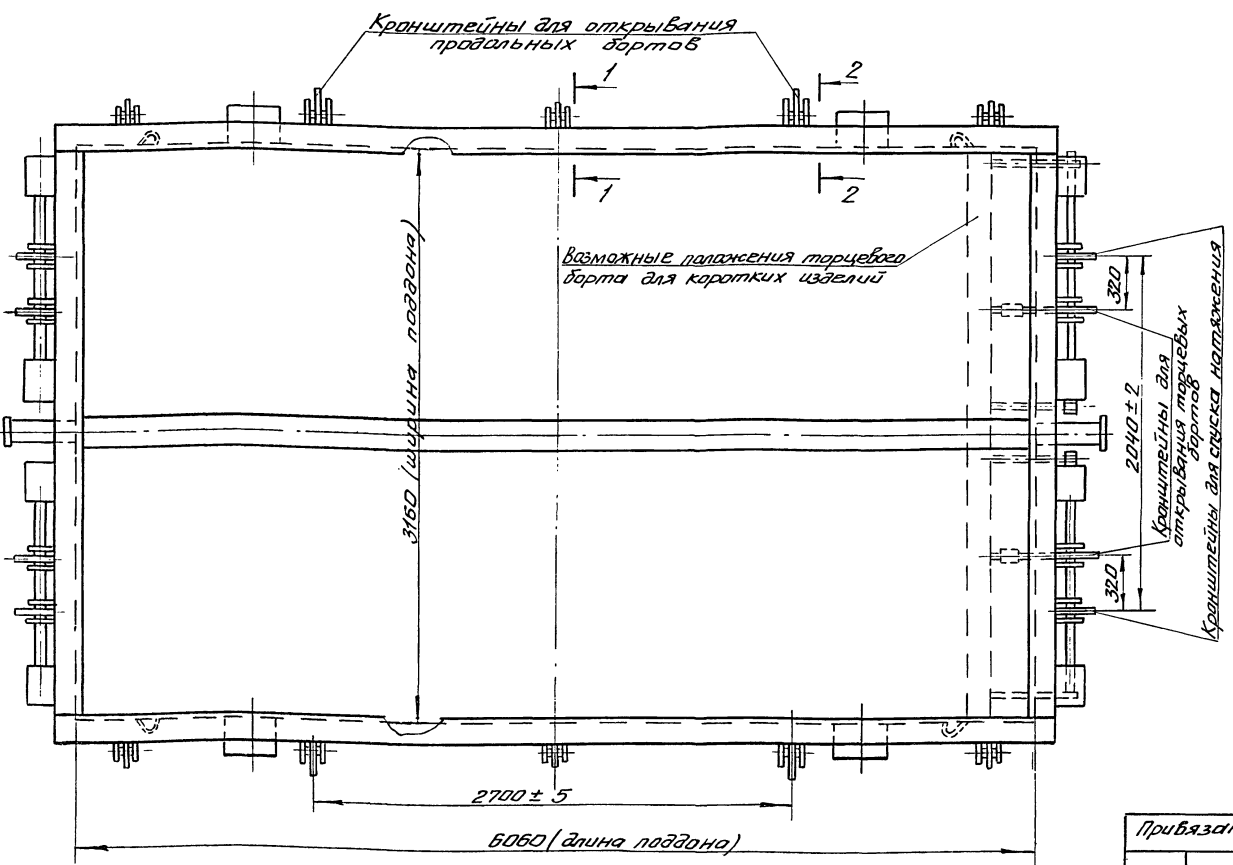 Кронштейны для открывания
продольных бортов
1
2
1
2
Возможные положения торцевого
борта для коротких изделий
3160 (ширина поддона)
320
2040±2
320
Кронштейны для
открывания торцевых
бортов
Кронштейны для спуска натяжения
2700±5
6060 (длина поддона)